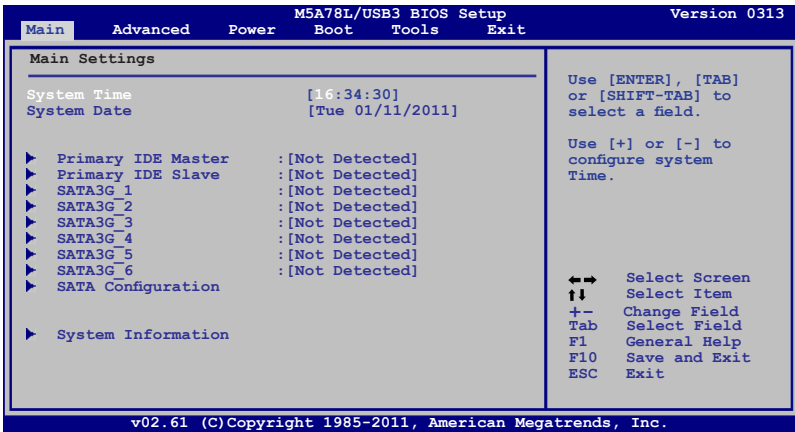 M5A78L/USB3 BIOS Setup Version 0313
Main Advanced Power Boot Tools Exit
Main Settings
System Time [16:34:30]
System Date [Tue 01/11/2011]
Primary IDE Master :[Not Detected]
Primary IDE Slave :[Not Detected]
SATA3G_1 :[Not Detected]
SATA3G_2 :[Not Detected]
SATA3G_3 :[Not Detected]
SATA3G_4 :[Not Detected]
SATA3G_5 :[Not Detected]
SATA3G_6 :[Not Detected]
SATA Configuration
System Information
Use [ENTER], [TAB]
or [SHIFT-TAB] to
select a field.
Use [+] or [-] to
configure system
Time.
←→ Select Screen
↑↓ Select Item
+- Change Field
Tab Select Field
F1 General Help
F10 Save and Exit
ESC Exit
v02.61 (C)Copyright 1985-2011, American Megatrends, Inc.